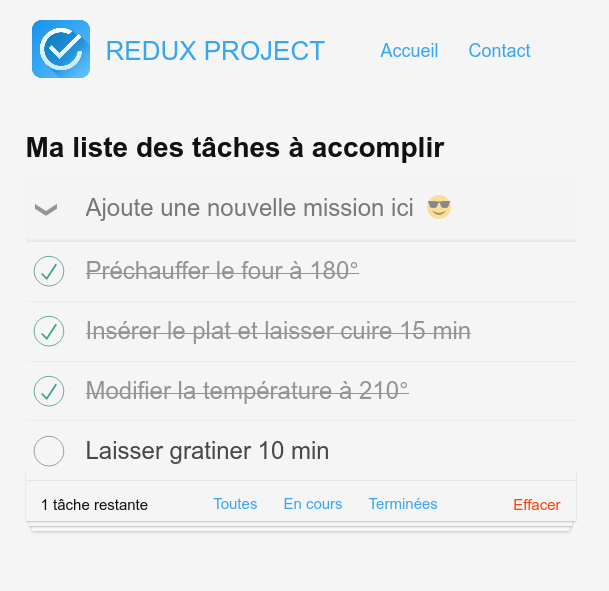 REDUX PROJECT Accueil Contact
Ma liste des tâches à accomplir
Ajoute une nouvelle mission ici 😎
Préchauffer le four à 180°
Insérer le plat et laisser cuire 15 min
Modifier la température à 210°
Laisser gratiner 10 min
1 tâche restante Toutes En cours Terminées Effacer